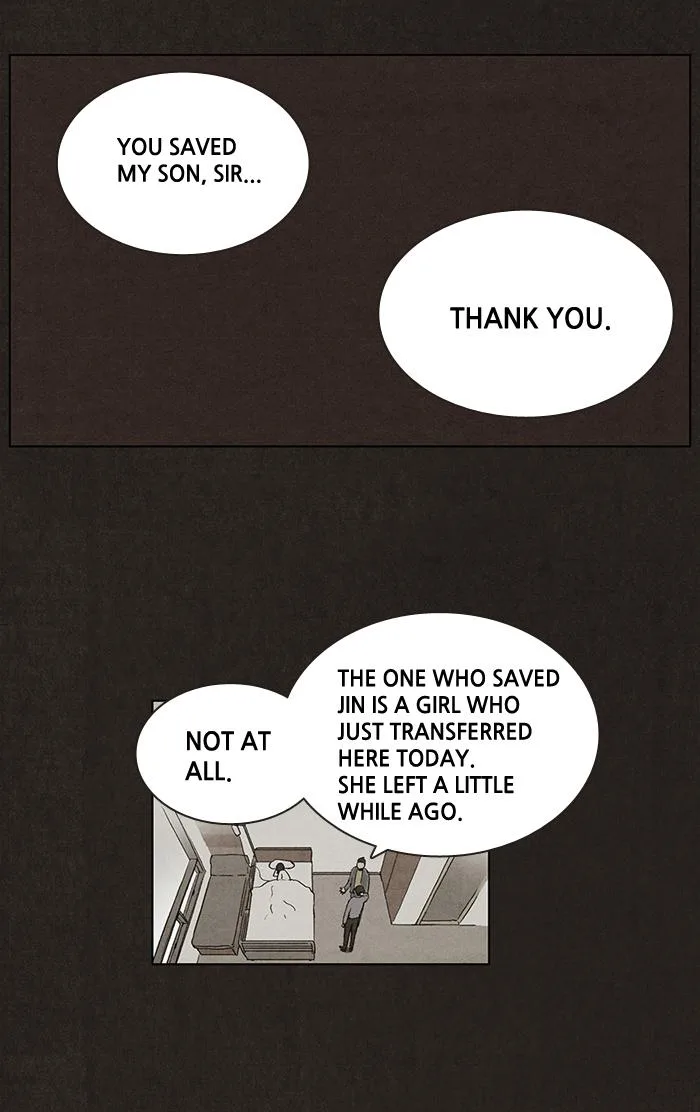 YOU SAVED
MY SON, SIR...
THANK YOU.
NOT AT
ALL.
THE ONE WHO SAVED
JIN IS A GIRL WHO
JUST TRANSFERRED
HERE TODAY.
SHE LEFT A LITTLE
WHILE AGO.